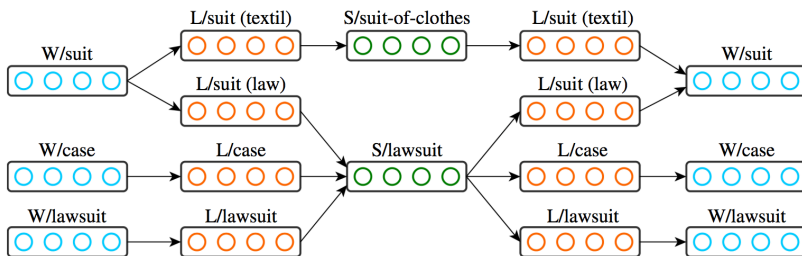 L/suit (textil) S/suit-of-clothes L/suit (textil)
W/suit W/suit
L/suit (law) L/suit (law)
W/case L/case S/lawsuit L/case W/case
W/lawsuit L/lawsuit L/lawsuit W/lawsuit